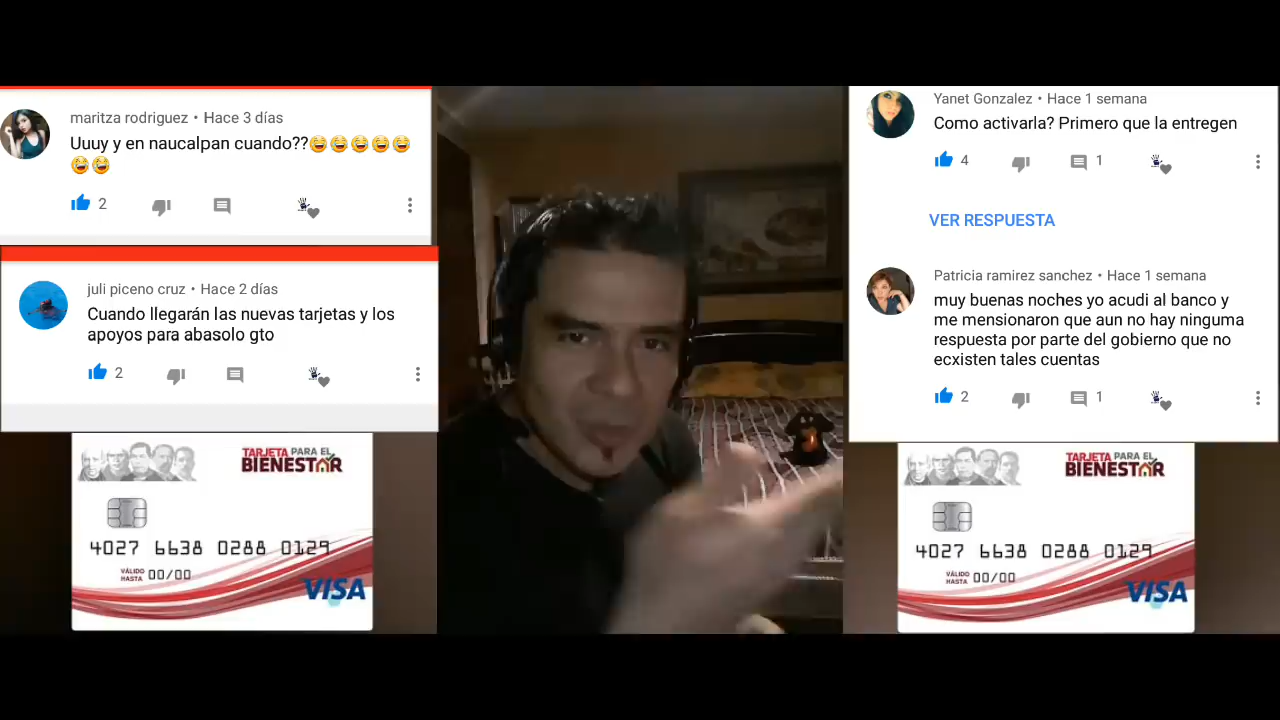 maritza rodriguez • Hace 3 días
Uuuy y en naucalpan cuando??😅😅😅😅😅
😂😂
2
juli piceno cruz • Hace 2 días
Cuando llegarán las nuevas tarjetas y los
apoyos para abasolo gto
2
TARJETA PARA EL
BIENESTAR
4027 6638 0288 0129
VÁLIDO
HASTA 00/00
VISA
Yanet Gonzalez • Hace 1 semana
Como activarla? Primero que la entregen
4 1
VER RESPUESTA
Patricia ramirez sanchez • Hace 1 semana
muy buenas noches yo acudi al banco y
me mensionaron que aun no hay ninguma
respuesta por parte del gobierno que no
ecxisten tales cuentas
2 1
TARJETA PARA EL
BIENESTAR
4027 6638 0288 0129
VÁLIDO
HASTA 00/00
VISA